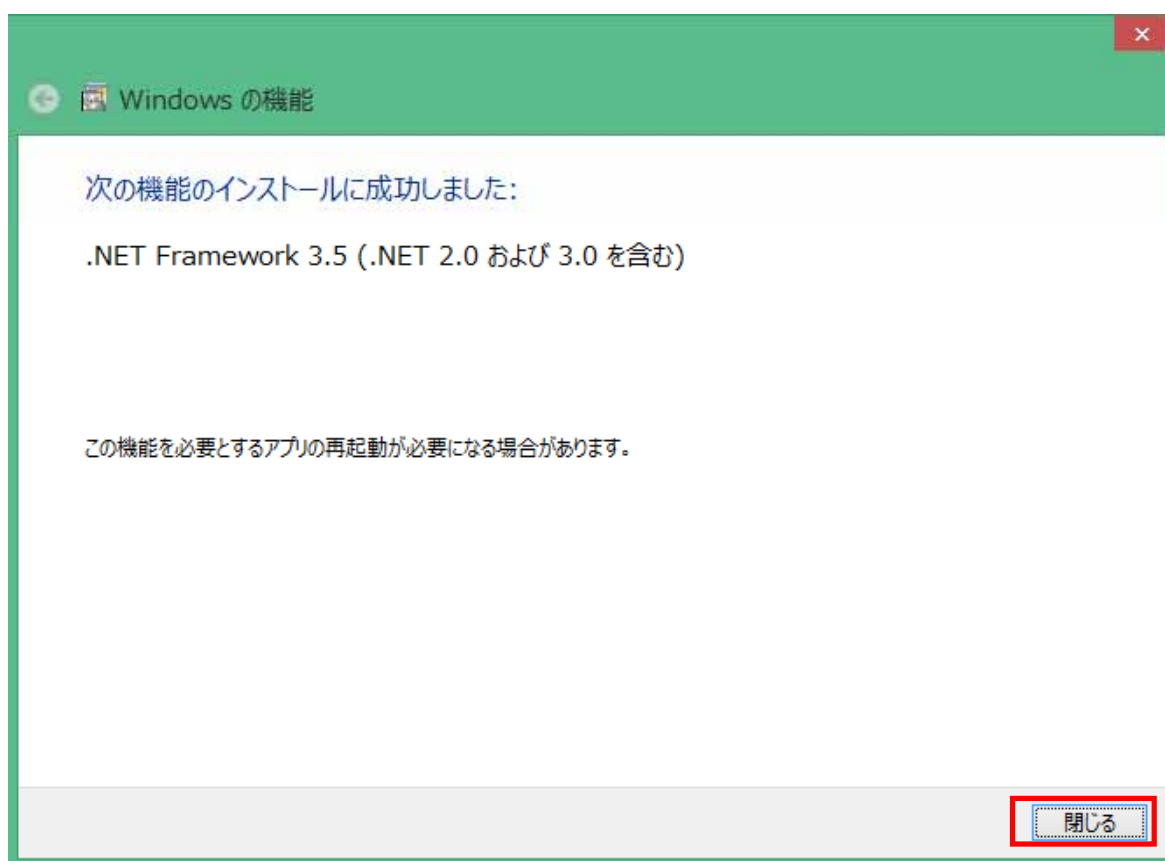 Windows の機能
次の機能のインストールに成功しました:
.NET Framework 3.5 (.NET 2.0 および 3.0 を含む)
この機能を必要とするアプリの再起動が必要になる場合があります。
閉じる